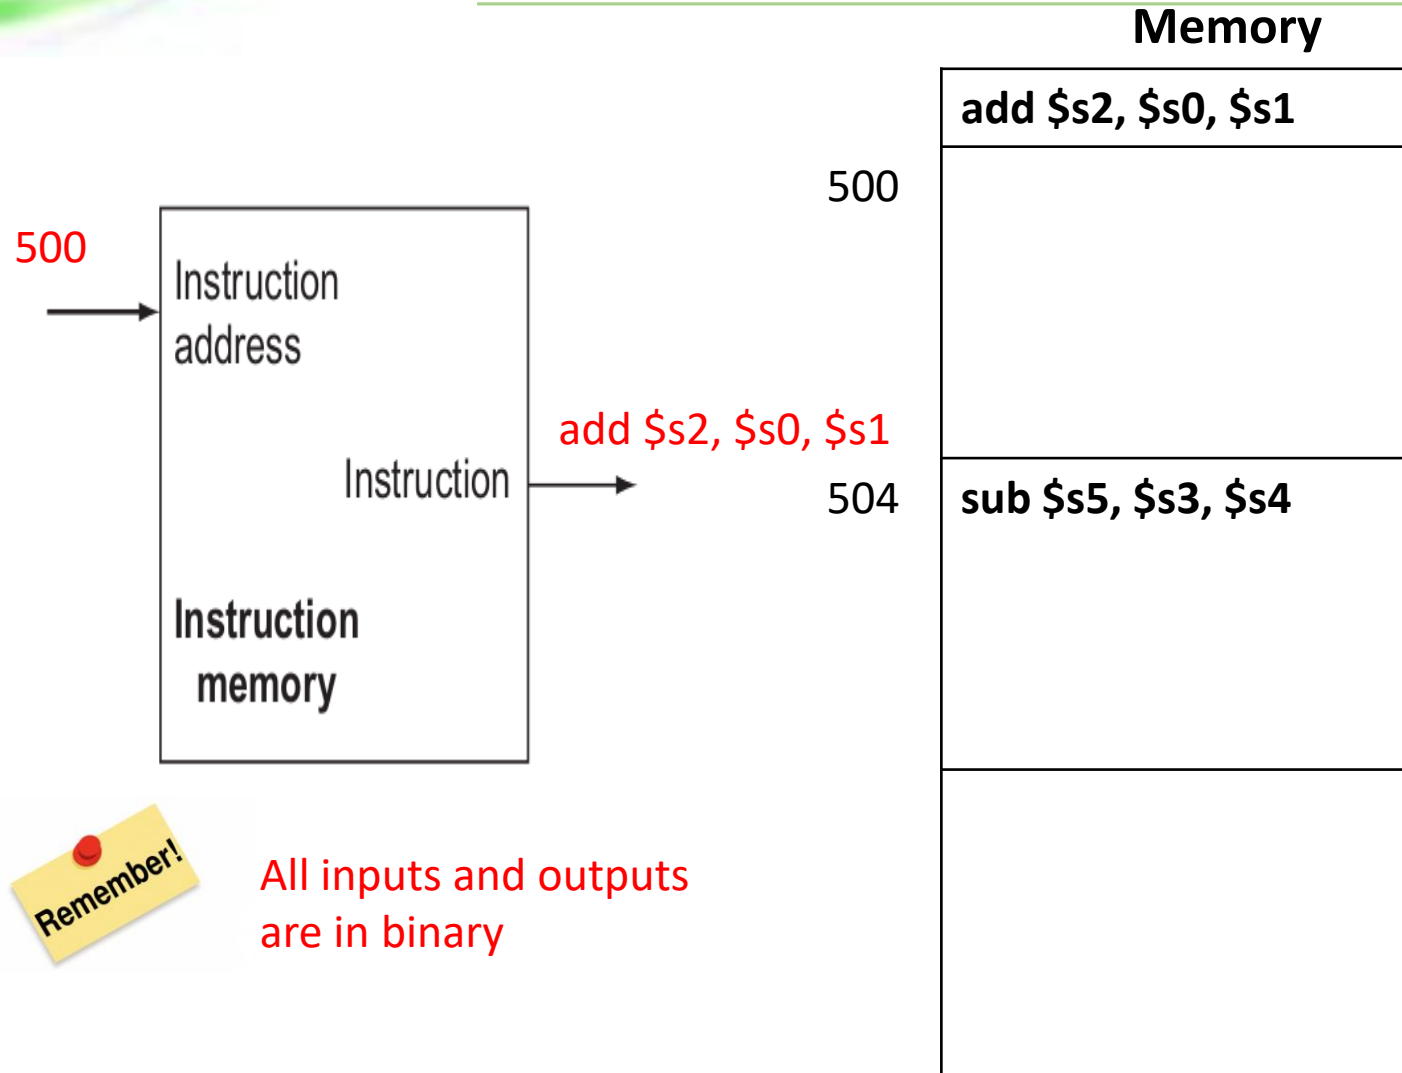 Memory
add $s2, $s0, $s1
500
500
Instruction
address
add $s2, $s0, $s1
Instruction
504
sub $s5, $s3, $s4
Instruction
memory
Remember!
All inputs and outputs
are in binary